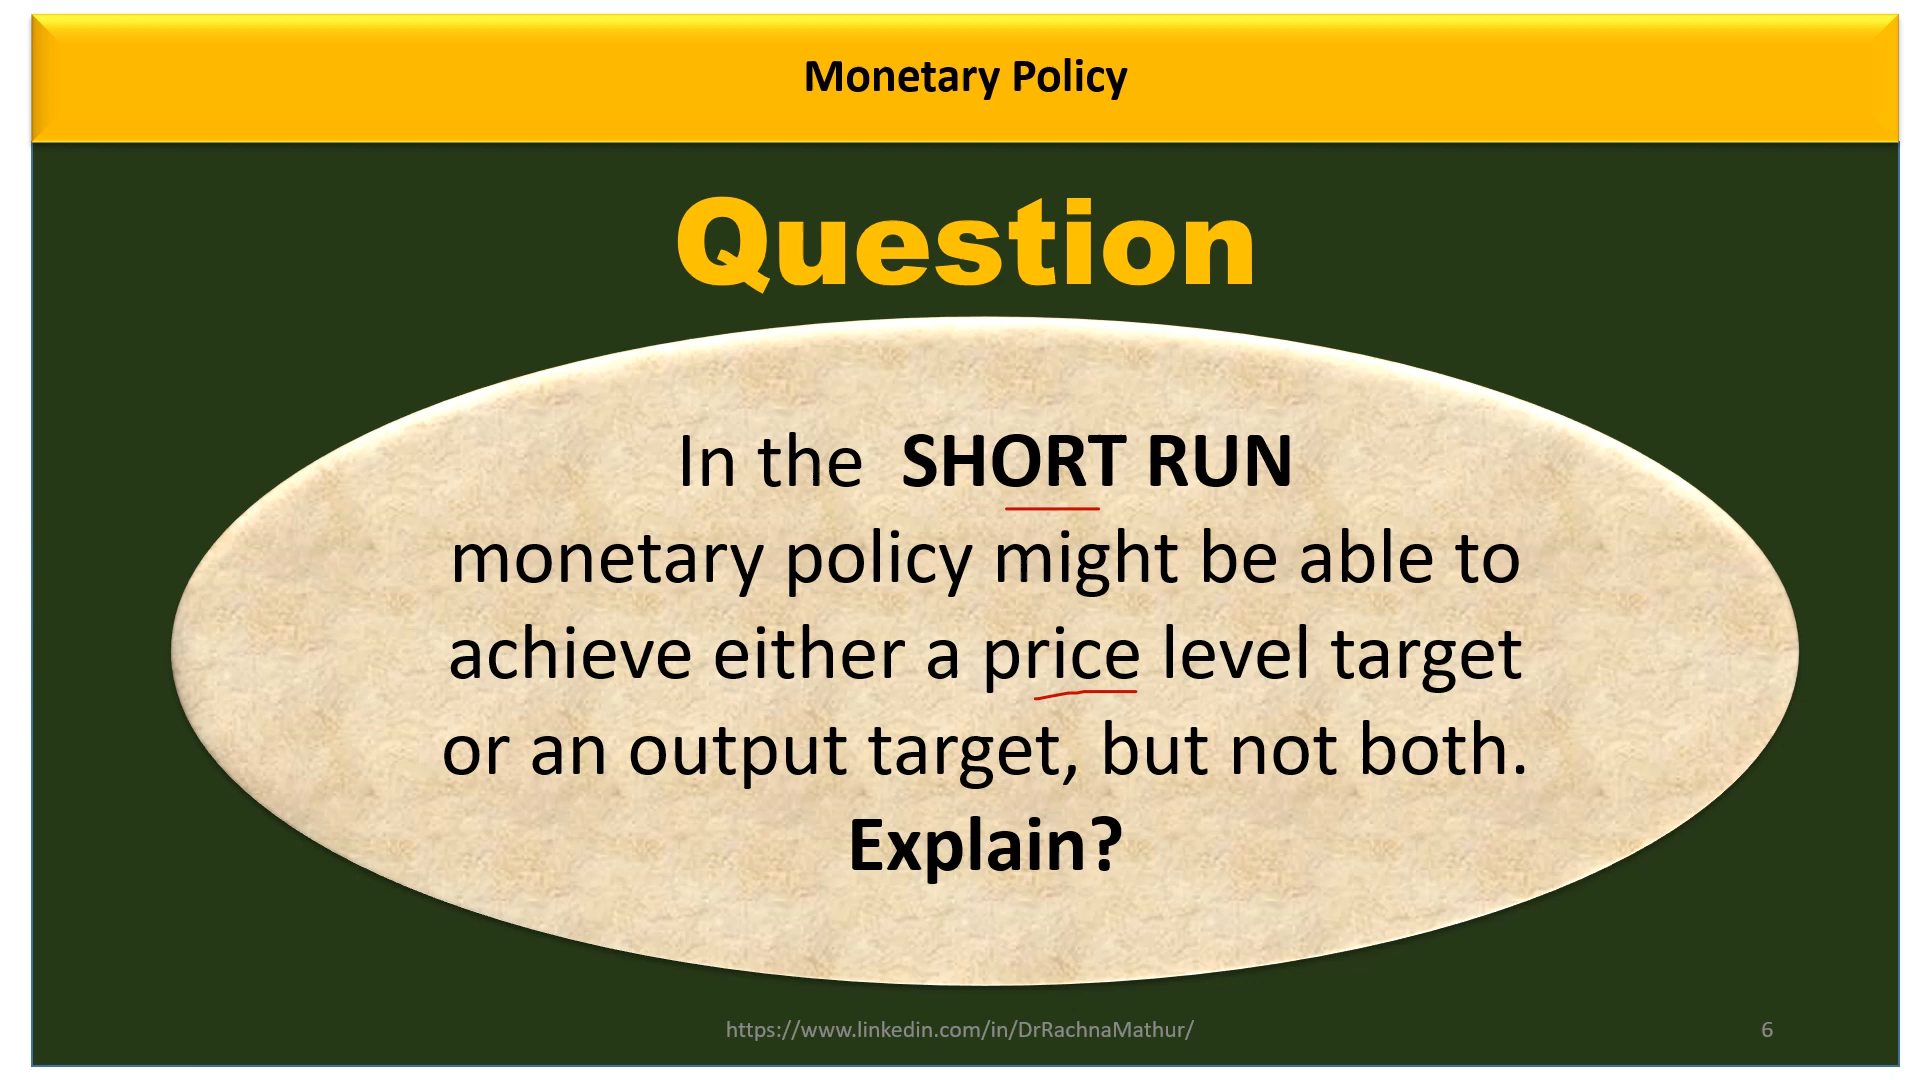 Monetary Policy
Question
In the SHORT RUN
monetary policy might be able to
achieve either a price level target
or an output target, but not both.
Explain?
https://www.linkedin.com/in/DrRachnaMathur/
6